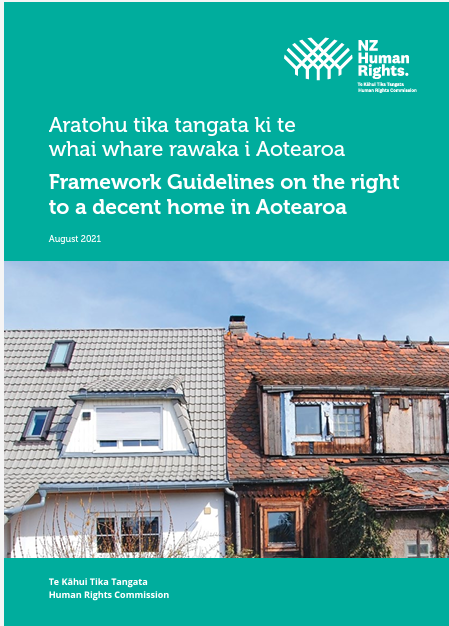 NZ
Human
Rights.
Te Kāhui Tika Tangata
Human Rights Commission
Aratohu tika tangata ki te
whai whare rawaka i Aotearoa
Framework Guidelines on the right
to a decent home in Aotearoa
August 2021
Te Kāhui Tika Tangata
Human Rights Commission